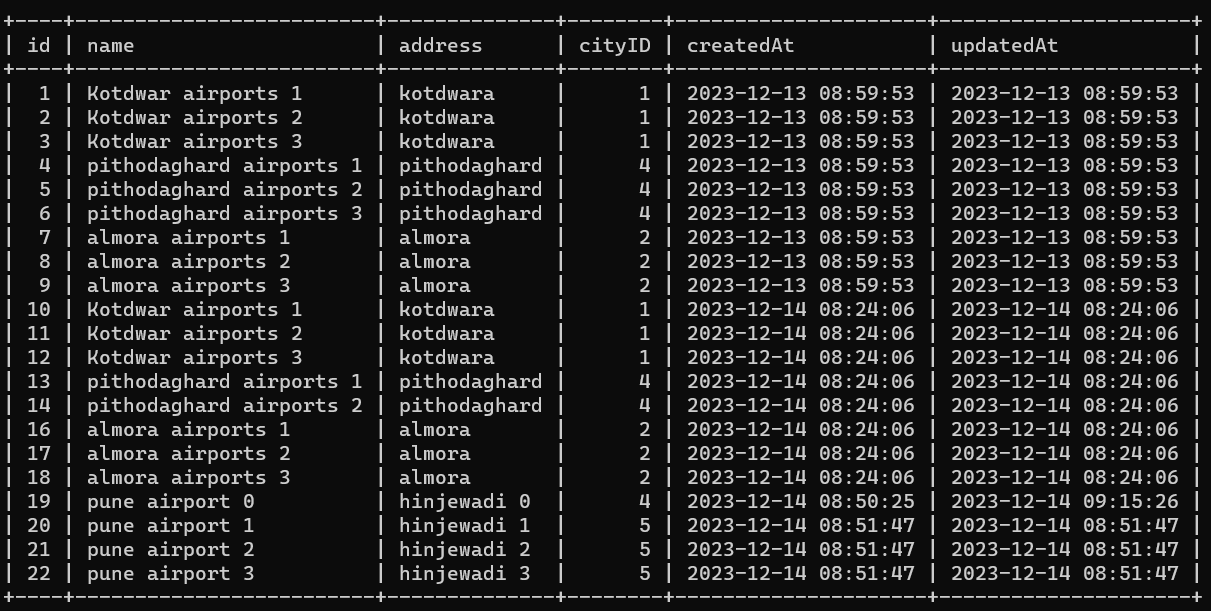 +----+-------------------------+--------------+--------+---------------------+---------------------+
| id | name                    | address      | cityID | createdAt           | updatedAt           |
+----+-------------------------+--------------+--------+---------------------+---------------------+
|  1 | Kotdwar airports 1      | kotdwara     |      1 | 2023-12-13 08:59:53 | 2023-12-13 08:59:53 |
|  2 | Kotdwar airports 2      | kotdwara     |      1 | 2023-12-13 08:59:53 | 2023-12-13 08:59:53 |
|  3 | Kotdwar airports 3      | kotdwara     |      1 | 2023-12-13 08:59:53 | 2023-12-13 08:59:53 |
|  4 | pithodaghard airports 1 | pithodaghard |      4 | 2023-12-13 08:59:53 | 2023-12-13 08:59:53 |
|  5 | pithodaghard airports 2 | pithodaghard |      4 | 2023-12-13 08:59:53 | 2023-12-13 08:59:53 |
|  6 | pithodaghard airports 3 | pithodaghard |      4 | 2023-12-13 08:59:53 | 2023-12-13 08:59:53 |
|  7 | almora airports 1       | almora       |      2 | 2023-12-13 08:59:53 | 2023-12-13 08:59:53 |
|  8 | almora airports 2       | almora       |      2 | 2023-12-13 08:59:53 | 2023-12-13 08:59:53 |
|  9 | almora airports 3       | almora       |      2 | 2023-12-13 08:59:53 | 2023-12-13 08:59:53 |
| 10 | Kotdwar airports 1      | kotdwara     |      1 | 2023-12-14 08:24:06 | 2023-12-14 08:24:06 |
| 11 | Kotdwar airports 2      | kotdwara     |      1 | 2023-12-14 08:24:06 | 2023-12-14 08:24:06 |
| 12 | Kotdwar airports 3      | kotdwara     |      1 | 2023-12-14 08:24:06 | 2023-12-14 08:24:06 |
| 13 | pithodaghard airports 1 | pithodaghard |      4 | 2023-12-14 08:24:06 | 2023-12-14 08:24:06 |
| 14 | pithodaghard airports 2 | pithodaghard |      4 | 2023-12-14 08:24:06 | 2023-12-14 08:24:06 |
| 16 | almora airports 1       | almora       |      2 | 2023-12-14 08:24:06 | 2023-12-14 08:24:06 |
| 17 | almora airports 2       | almora       |      2 | 2023-12-14 08:24:06 | 2023-12-14 08:24:06 |
| 18 | almora airports 3       | almora       |      2 | 2023-12-14 08:24:06 | 2023-12-14 08:24:06 |
| 19 | pune airport 0          | hinjewadi 0  |      4 | 2023-12-14 08:50:25 | 2023-12-14 09:15:26 |
| 20 | pune airport 1          | hinjewadi 1  |      5 | 2023-12-14 08:51:47 | 2023-12-14 08:51:47 |
| 21 | pune airport 2          | hinjewadi 2  |      5 | 2023-12-14 08:51:47 | 2023-12-14 08:51:47 |
| 22 | pune airport 3          | hinjewadi 3  |      5 | 2023-12-14 08:51:47 | 2023-12-14 08:51:47 |
+----+-------------------------+--------------+--------+---------------------+---------------------+